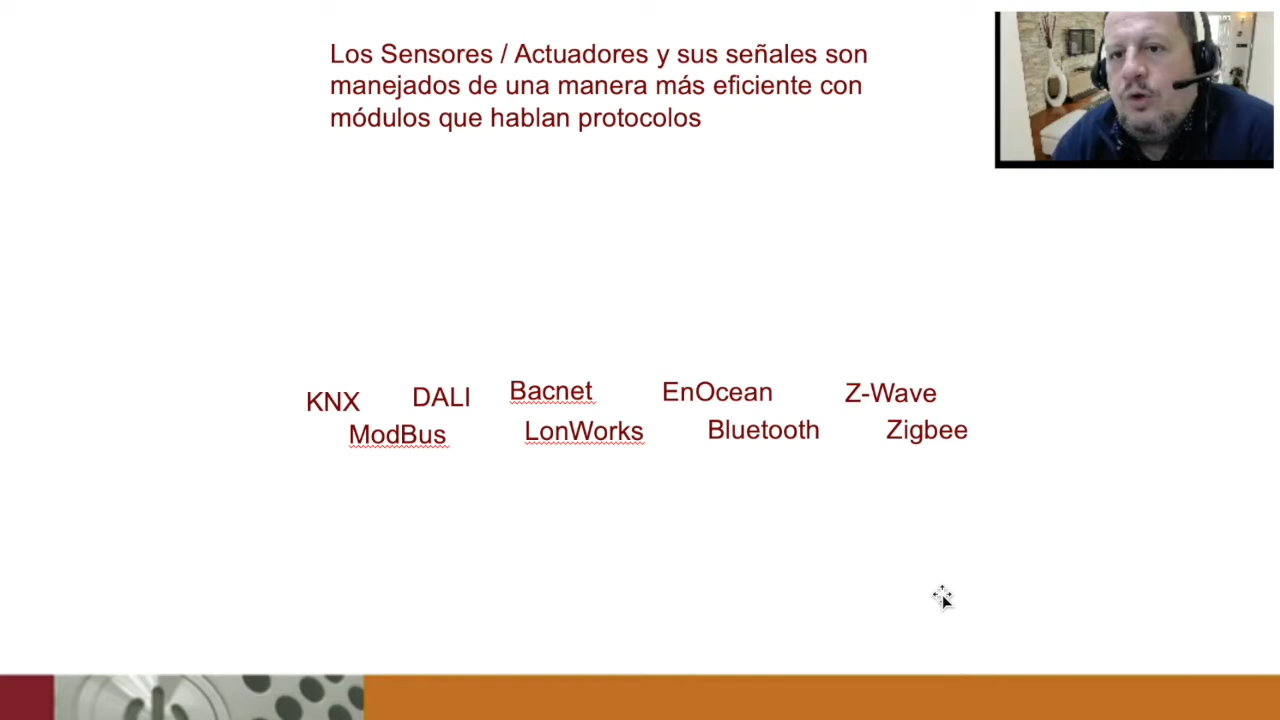 Los Sensores / Actuadores y sus señales son
manejados de una manera más eficiente con
módulos que hablan protocolos
KNX DALI Bacnet EnOcean Z-Wave
ModBus LonWorks Bluetooth Zigbee